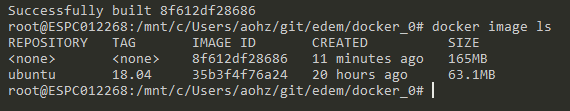 Successfully built 8f612df28686
root@ESPC012268:/mnt/c/Users/aohz/git/edem/docker_0# docker image ls
REPOSITORY TAG IMAGE ID CREATED SIZE
<none> <none> 8f612df28686 11 minutes ago 165MB
ubuntu 18.04 35b3f4f76a24 20 hours ago 63.1MB
root@ESPC012268:/mnt/c/Users/aohz/git/edem/docker_0#